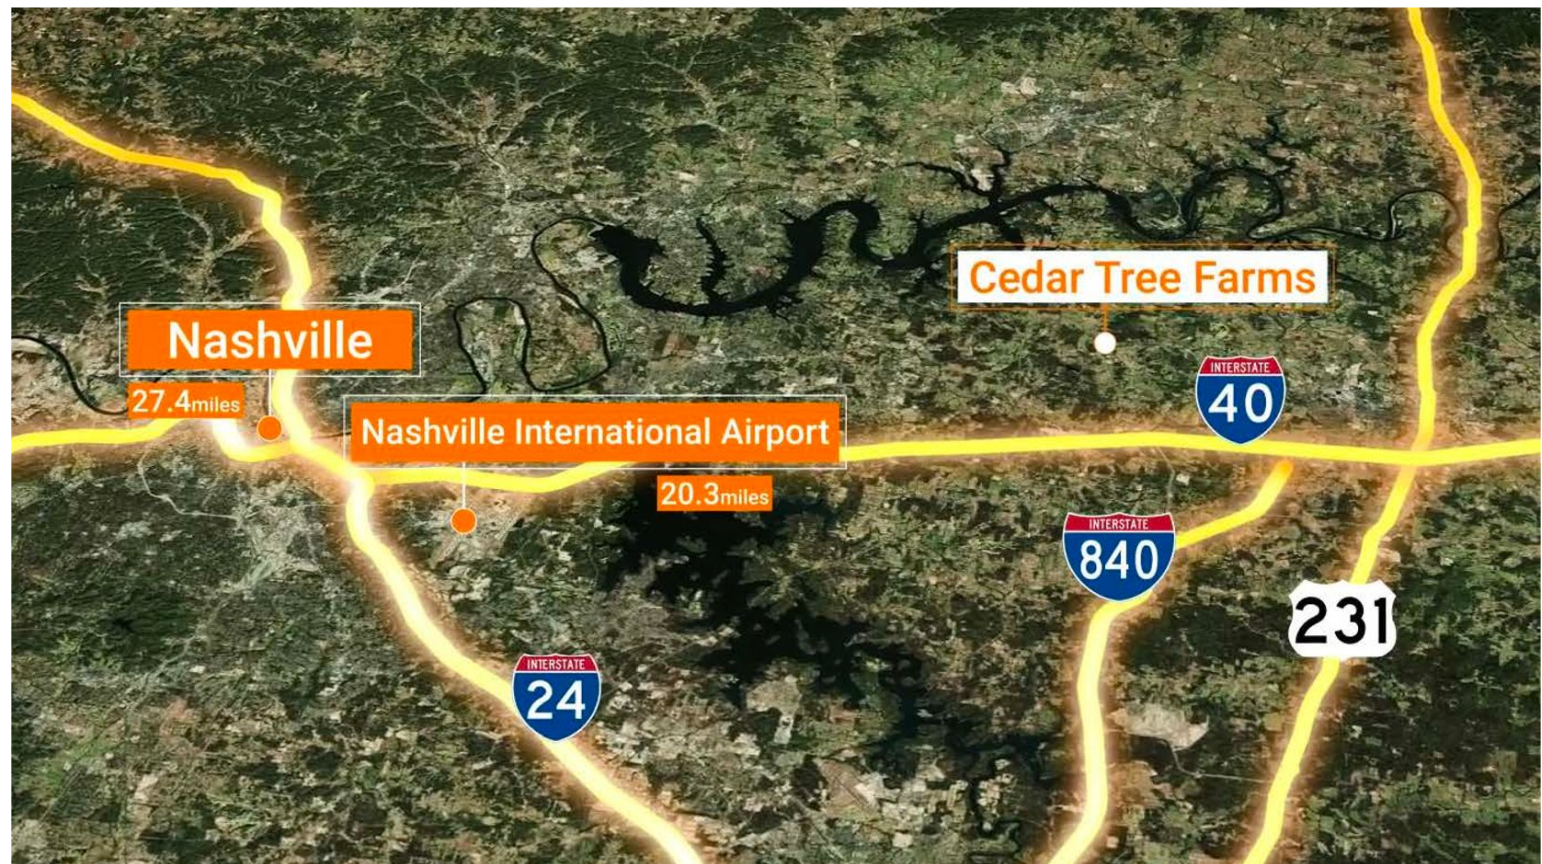 Cedar Tree Farms
Nashville
INTERSTATE
40
27.4miles
Nashville International Airport
20.3miles
INTERSTATE
840
231
INTERSTATE
24